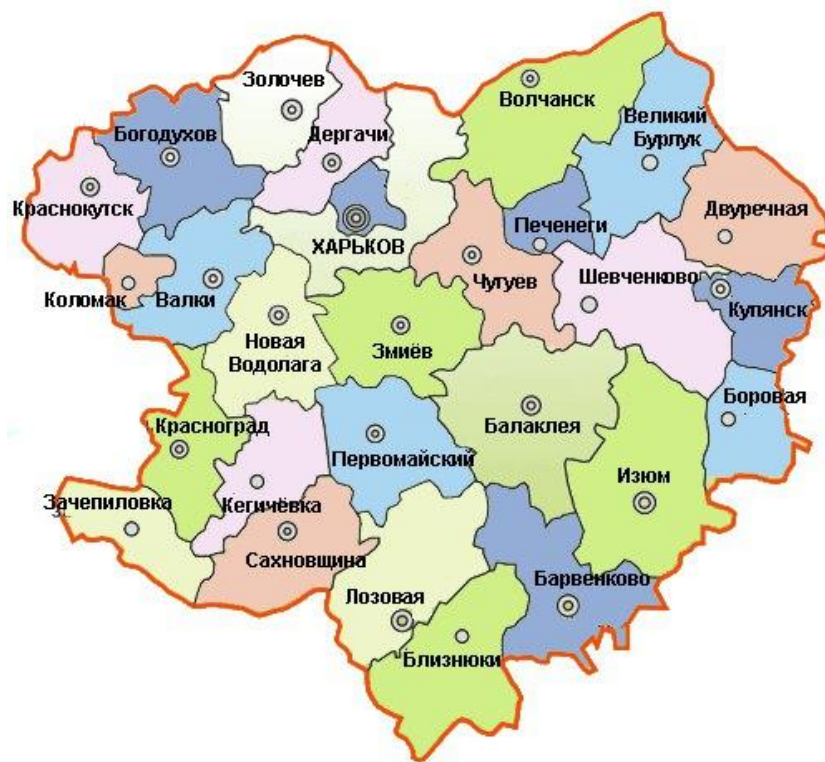 Золочев
Волчанск
Великий
Бурлук
Богодухов
Дергачи
Краснокутск
Двуречная
Печенеги
ХАРЬКОВ
Чугуев
Шевченково
Коломак
Валки
Купянск
Новая
Водолага
Змиёв
Боровая
Балаклея
Красноград
Первомайский
Изюм
Зачепиловка
Кегичёвка
Сахновщина
Барвенково
Лозовая
Близнюки